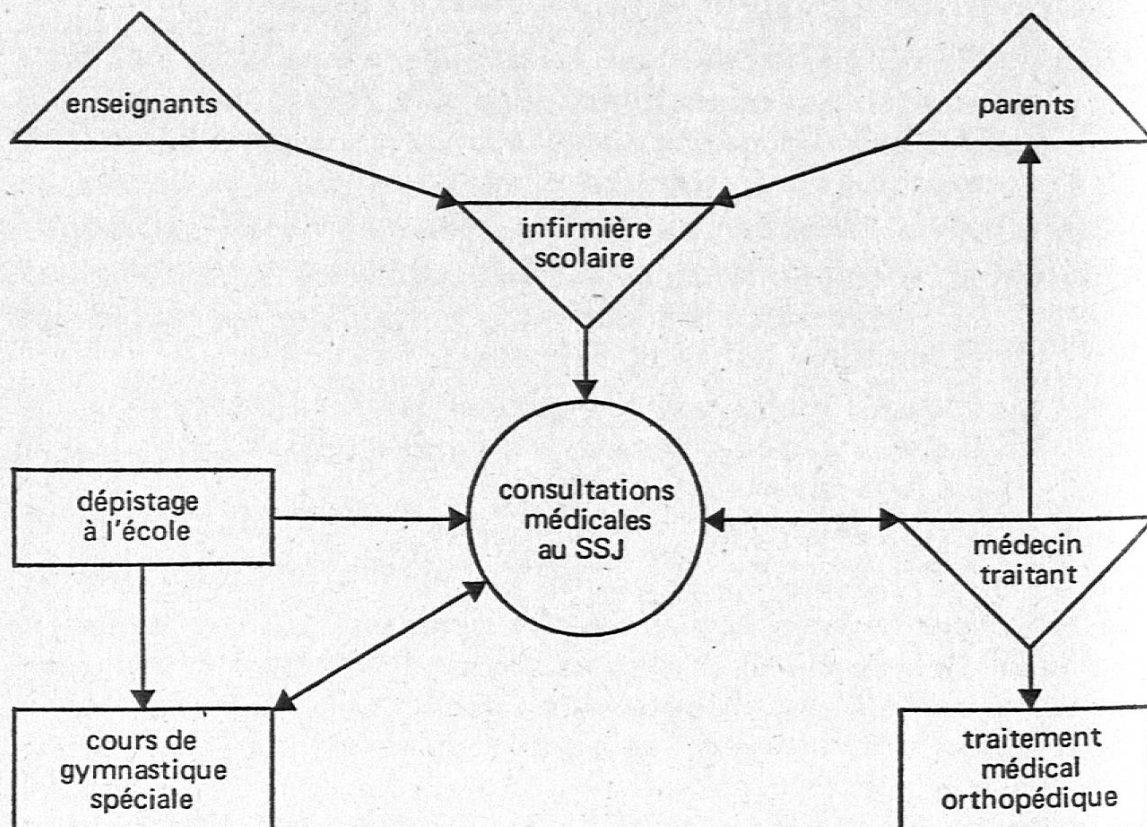 enseignants
parents
infirmière
scolaire
consultations
médicales
au SSJ
dépistage
à l'école
médecin
traitant
cours de
gymnastique
spéciale
traitement
médical
orthopédique